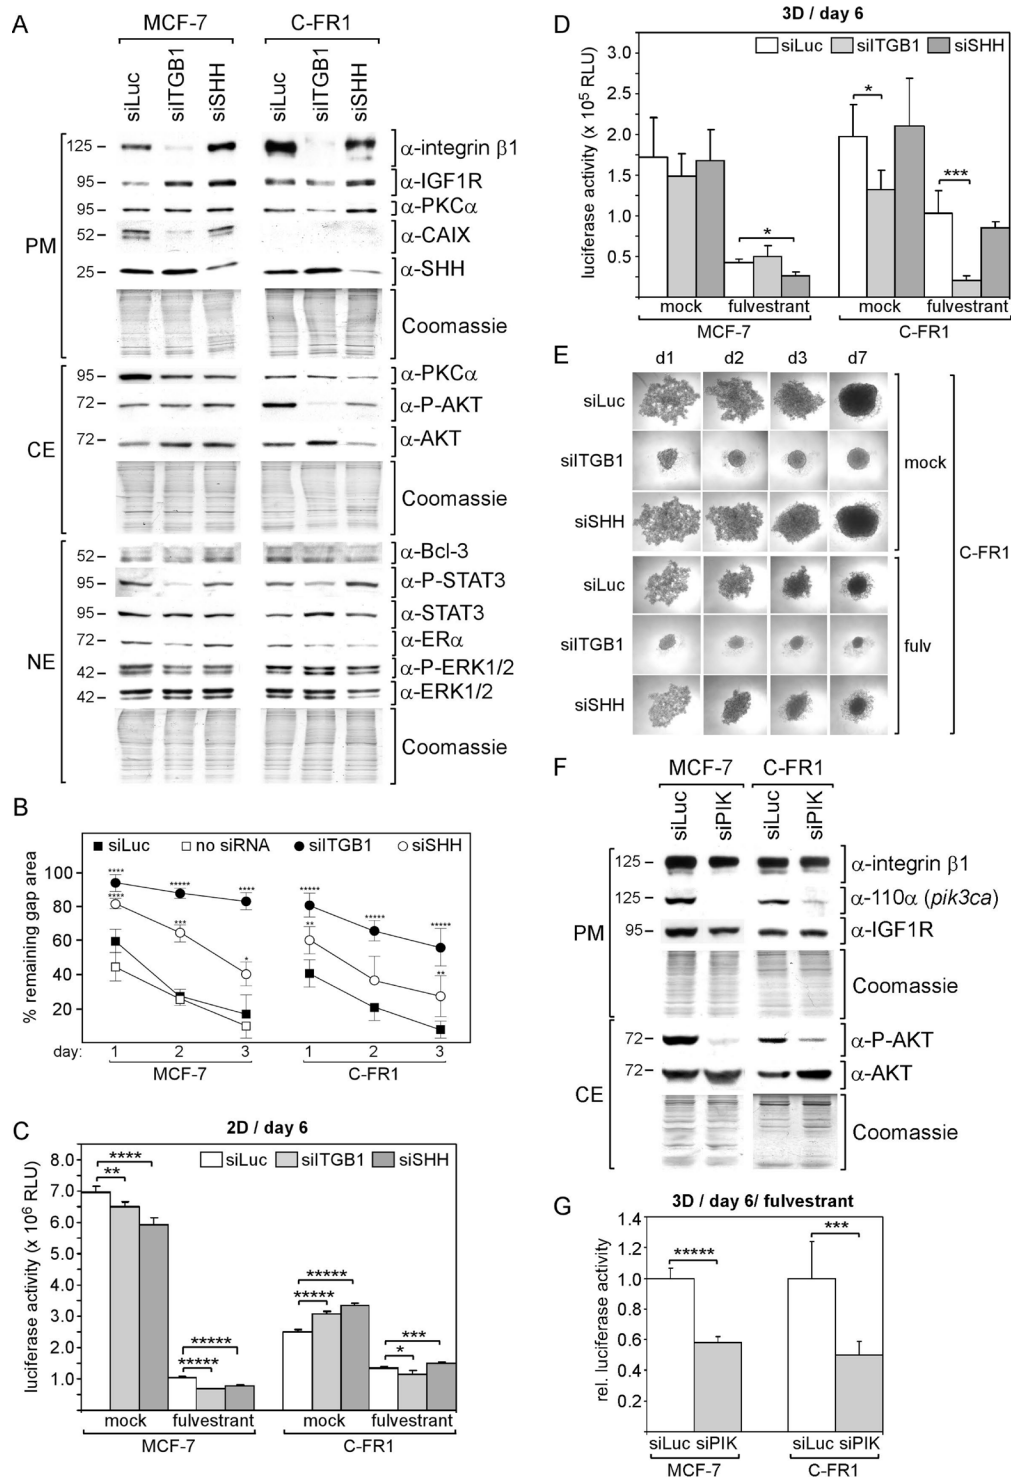 A
MCF-7 C-FR1
siLuc siITGB1 siSHH siLuc siITGB1 siSHH
PM
125 α-integrin β1
95 α-IGF1R
95 α-PKCα
52 α-CAIX
25 α-SHH
Coomassie
CE
95 α-PKCα
72 α-P-AKT
72 α-AKT
Coomassie
NE
52 α-Bcl-3
95 α-P-STAT3
95 α-STAT3
72 α-ERα
42 α-P-ERK1/2
42 α-ERK1/2
Coomassie
B
siLuc no siRNA siITGB1 siSHH
% remaining gap area
100
80
60
40
20
**** **** ***** *** **** *
***** ** ***** ***** **
day: 1 2 3 1 2 3
MCF-7 C-FR1
C
2D / day 6
siLuc siITGB1 siSHH
luciferase activity (x 10⁶ RLU)
8.0
7.0
6.0
5.0
4.0
3.0
2.0
1.0
**** ** ***** ***** ***** ***** *** *
mock fulvestrant mock fulvestrant
MCF-7 C-FR1
D
3D / day 6
siLuc siITGB1 siSHH
luciferase activity (x 10⁵ RLU)
3.0
2.5
2.0
1.5
1.0
0.5
* * ***
mock fulvestrant mock fulvestrant
MCF-7 C-FR1
E
d1 d2 d3 d7
siLuc
siITGB1
siSHH
mock
siLuc
siITGB1
siSHH
fulv
C-FR1
F
MCF-7 C-FR1
siLuc siPIK siLuc siPIK
PM
125 α-integrin β1
125 α-110α (pik3ca)
95 α-IGF1R
Coomassie
CE
72 α-P-AKT
72 α-AKT
Coomassie
G
3D / day 6/ fulvestrant
rel. luciferase activity
1.4
1.2
1.0
0.6
0.4
0.2
***** ***
siLuc siPIK siLuc siPIK
MCF-7 C-FR1